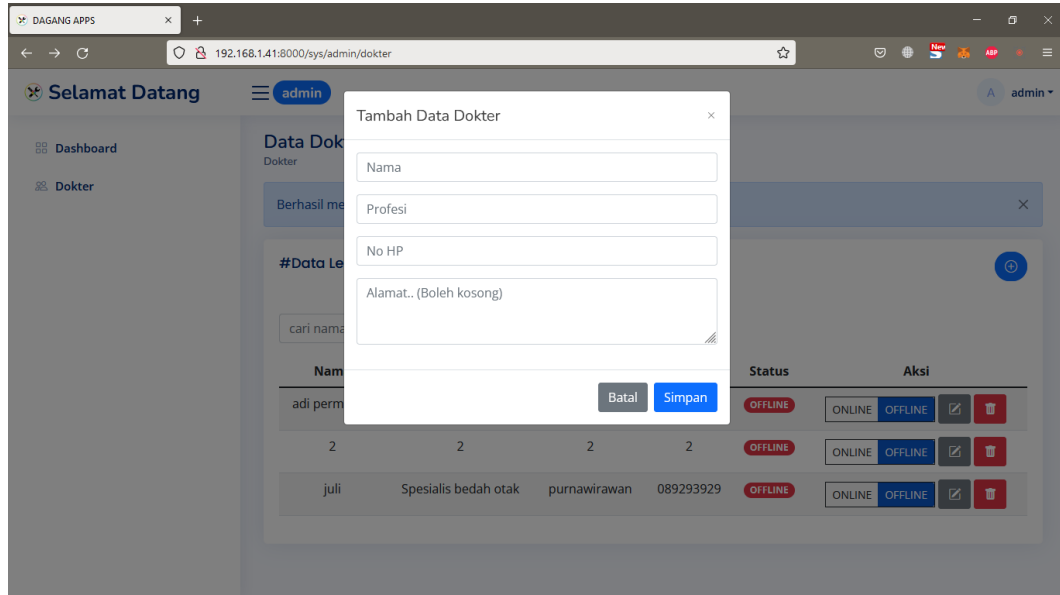 DAGANG APPS
192.168.1.41:8000/sys/admin/dokter
New
ABP
Selamat Datang
admin
A admin
Dashboard
Dokter
Data Dok
Dokter
Berhasil me
#Data Le
cari nama
Tambah Data Dokter
Nama
Profesi
No HP
Alamat.. (Boleh kosong)
Batal Simpan
Nam Status Aksi
adi perm OFFLINE ONLINE OFFLINE
2 2 2 2 OFFLINE ONLINE OFFLINE
juli Spesialis bedah otak purnawirawan 089293929 OFFLINE ONLINE OFFLINE